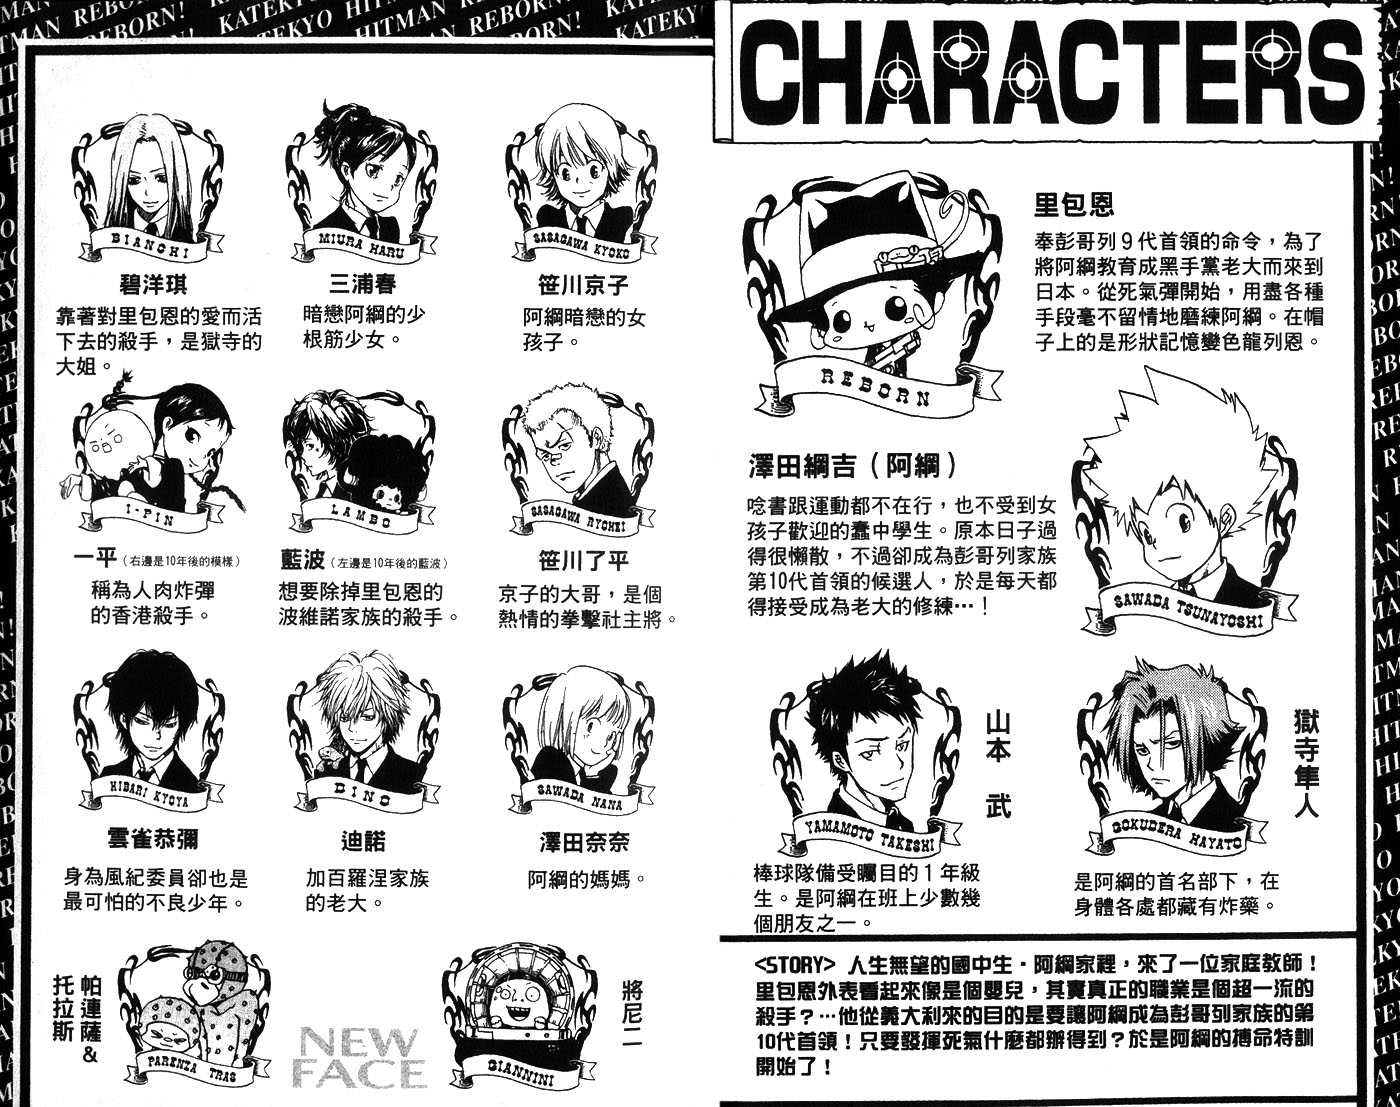 CHARACTERS
里包恩
奉彭哥列9代首領的命令，為了
將阿綱教育成黑手黨老大而來到
日本。從死氣彈開始，用盡各種
手段毫不留情地磨練阿綱。在帽
子上的是形狀記憶變色龍列恩。
REBORN
澤田綱吉（阿綱）
唸書跟運動都不在行，也不受到女
孩子歡迎的蠢中學生。原本日子過
得很懶散，不過卻成為彭哥列家族
第10代首領的候選人，於是每天都
得接受成為老大的修練…！
SAWADA TSUNAYOSHI
山本 武
YAMAMOTO TAKESHI
棒球隊備受矚目的1年級
生。是阿綱在班上少數幾
個朋友之一。
獄寺隼人
GOKUDERA HAYATO
是阿綱的首名部下，在
身體各處都藏有炸藥。
<STORY> 人生無望的國中生・阿綱家裡，來了一位家庭教師！
里包恩外表看起來像是個嬰兒，其實真正的職業是個超一流的
殺手？…他從義大利來的目的是要讓阿綱成為彭哥列家族的第
10代首領！只要發揮死氣什麼都辦得到？於是阿綱的搏命特訓
開始了！
KATEKYO HITMAN REBORN!
SASAGAWA KYOKO
笹川京子
阿綱暗戀的女
孩子。
MIURA HARU
三浦春
暗戀阿綱的少
根筋少女。
BIANCHI
碧洋琪
靠著對里包恩的愛而活
下去的殺手，是獄寺的
大姐。
SASAGAWA RYOHEI
笹川了平
京子的大哥，是個
熱情的拳擊社主將。
LAMBO
藍波（左邊是10年後的藍波）
想要除掉里包恩的
波維諾家族的殺手。
I-PIN
一平（右邊是10年後的模樣）
稱為人肉炸彈
的香港殺手。
SAWADA NANA
澤田奈奈
阿綱的媽媽。
DINO
迪諾
加百羅涅家族
的老大。
HIBARI KYOYA
雲雀恭彌
身為風紀委員卻也是
最可怕的不良少年。
將尼二
GIANNINI
NEW
FACE
帕連薩&
托拉斯
PARENZA TRAS